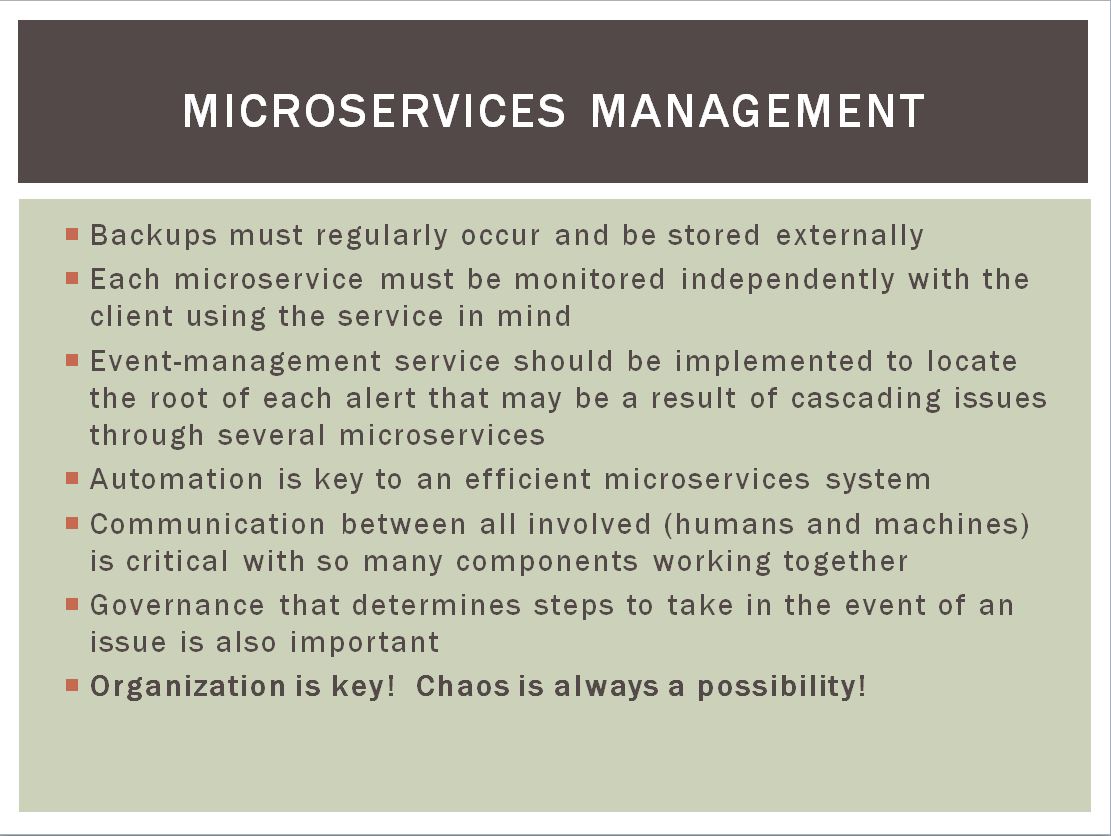 MICROSERVICES MANAGEMENT
Backups must regularly occur and be stored externally
Each microservice must be monitored independently with the
client using the service in mind
Event-management service should be implemented to locate
the root of each alert that may be a result of cascading issues
through several microservices
Automation is key to an efficient microservices system
Communication between all involved (humans and machines)
is critical with so many components working together
Governance that determines steps to take in the event of an
issue is also important
Organization is key!  Chaos is always a possibility!